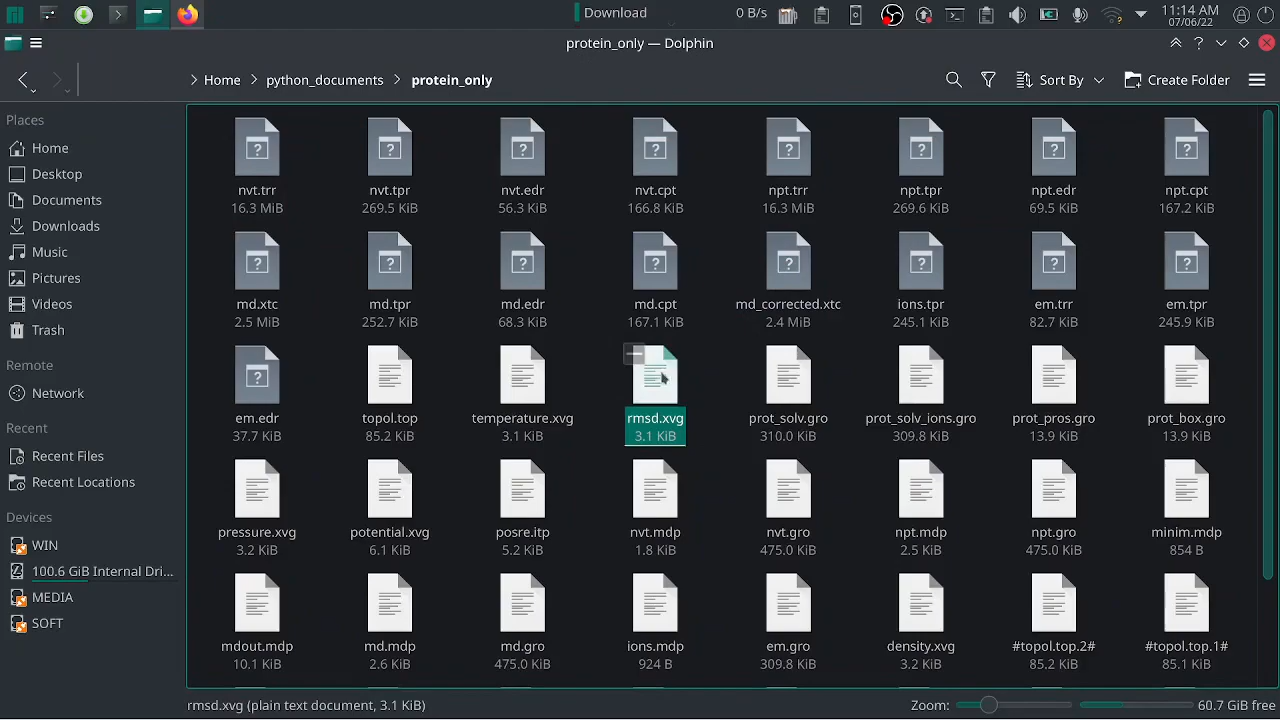 Download
0 B/s
11:14 AM
07/06/22
protein_only — Dolphin
Home
python_documents
protein_only
Sort By
Create Folder
Places
Home
Desktop
Documents
Downloads
Music
Pictures
Videos
Trash
Remote
Network
Recent
Recent Files
Recent Locations
Devices
WIN
100.6 GiB Internal Dri...
MEDIA
SOFT
nvt.trr nvt.tpr nvt.edr nvt.cpt npt.trr npt.tpr npt.edr npt.cpt
16.3 MiB 269.5 KiB 56.3 KiB 166.8 KiB 16.3 MiB 269.6 KiB 69.5 KiB 167.2 KiB
md.xtc md.tpr md.edr md.cpt md_corrected.xtc ions.tpr em.trr em.tpr
2.5 MiB 252.7 KiB 68.3 KiB 167.1 KiB 2.4 MiB 245.1 KiB 82.7 KiB 245.9 KiB
em.edr topol.top temperature.xvg rmsd.xvg prot_solv.gro prot_solv_ions.gro prot_pros.gro prot_box.gro
37.7 KiB 85.2 KiB 3.1 KiB 3.1 KiB 310.0 KiB 309.8 KiB 13.9 KiB 13.9 KiB
pressure.xvg potential.xvg posre.itp nvt.mdp nvt.gro npt.mdp npt.gro minim.mdp
3.2 KiB 6.1 KiB 5.2 KiB 1.8 KiB 475.0 KiB 2.5 KiB 475.0 KiB 854 B
mdout.mdp md.mdp md.gro ions.mdp em.gro density.xvg #topol.top.2# #topol.top.1#
10.1 KiB 2.6 KiB 475.0 KiB 924 B 309.8 KiB 3.2 KiB 85.2 KiB 85.1 KiB
rmsd.xvg (plain text document, 3.1 KiB)
Zoom:
60.7 GiB free